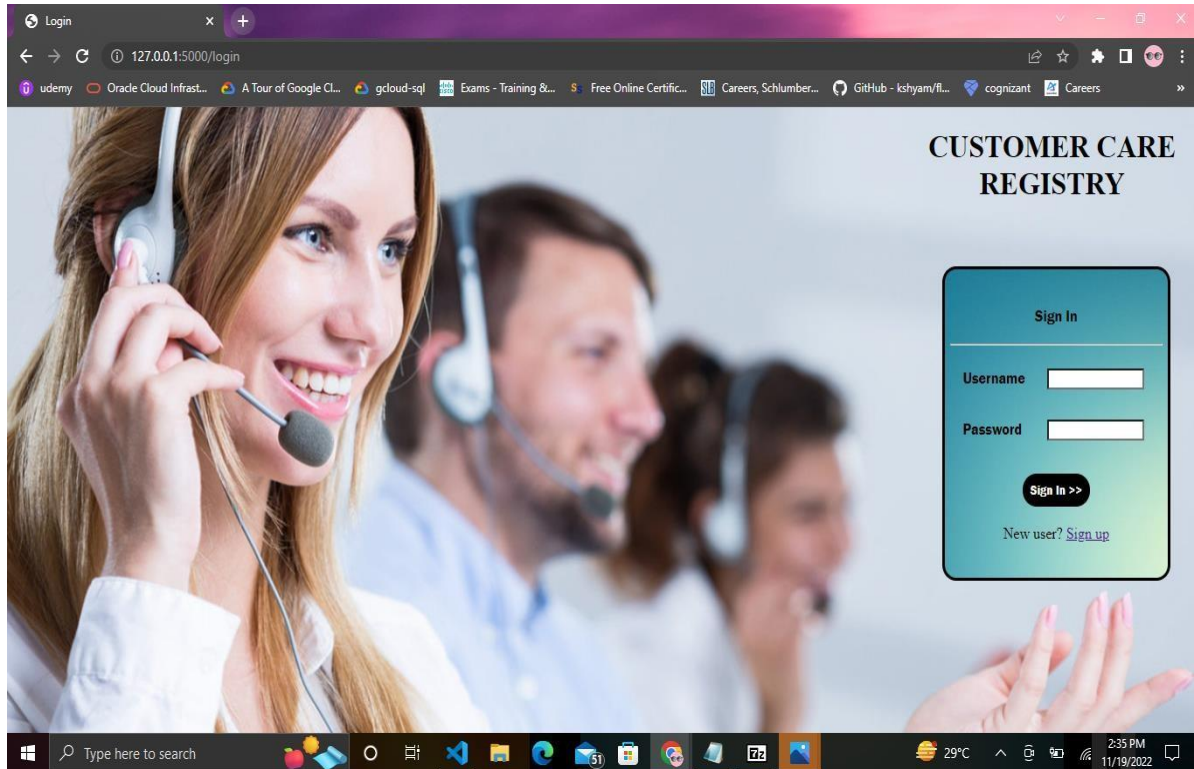 Login
127.0.0.1:5000/login
udemy
Oracle Cloud Infrast...
A Tour of Google Cl...
gcloud-sql
Exams - Training &...
Free Online Certific...
Careers, Schlumber...
GitHub - kshyam/fl...
cognizant
Careers
»
CUSTOMER CARE
REGISTRY
Sign In
Username
Password
Sign In >>
New user? Sign up
Type here to search
51
29°C
2:35 PM
11/19/2022